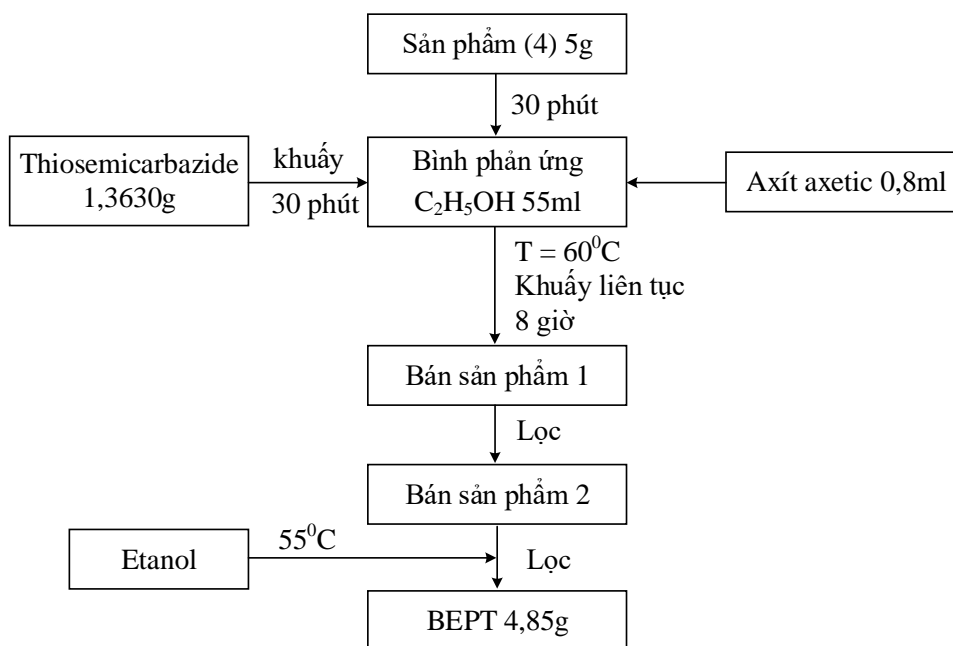 Sản phẩm (4) 5g
30 phút
Thiosemicarbazide
1,3630g
khuấy
30 phút
Bình phản ứng
C₂H₅OH 55ml
Axít axetic 0,8ml
T = 60⁰C
Khuấy liên tục
8 giờ
Bán sản phẩm 1
Lọc
Bán sản phẩm 2
Etanol
55⁰C
Lọc
BEPT 4,85g